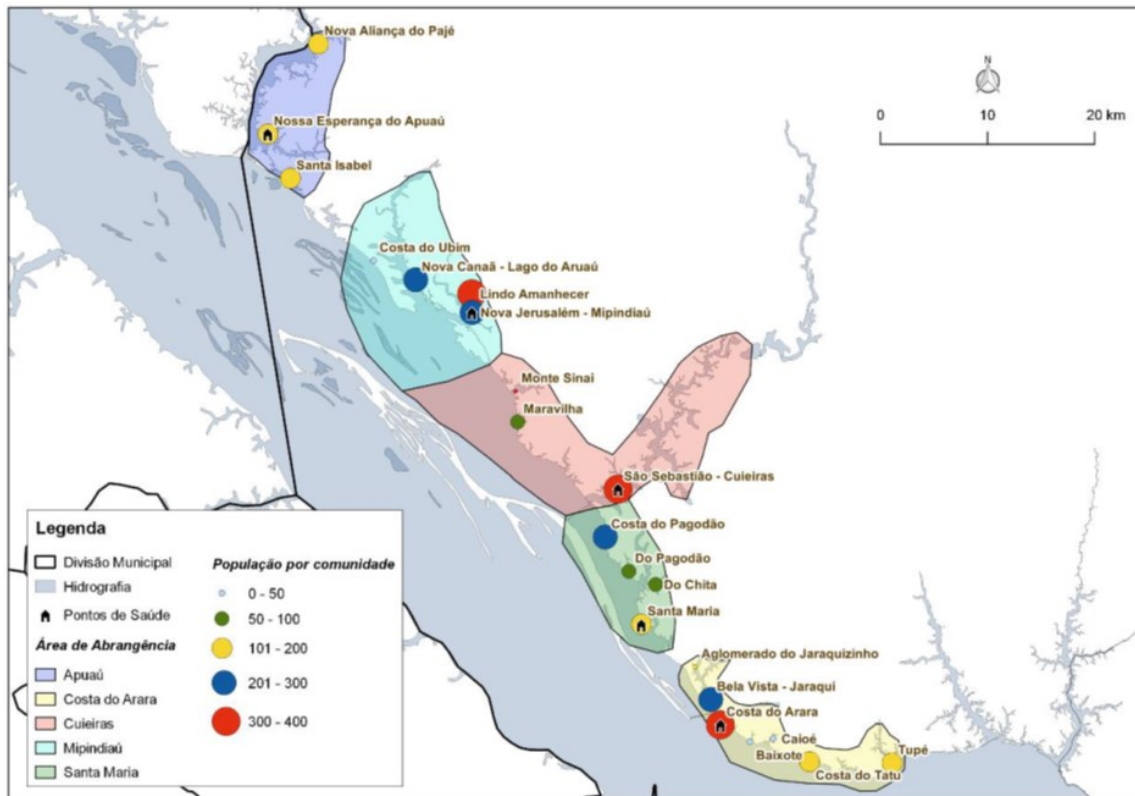 Nova Aliança do Pajé
N
0 10 20 km
Nossa Esperança do Apuaú
Santa Isabel
Costa do Ubim
Nova Canaã - Lago do Aruaú
Lindo Amanhecer
Nova Jerusalém - Mipindiaú
Monte Sinai
Maravilha
São Sebastião - Cuieiras
Costa do Pagodão
Do Pagodão
Do Chita
Santa Maria
Aglomerado do Jaraquizinho
Bela Vista - Jaraqui
Costa do Arara
Caioé
Baixote
Tupé
Costa do Tatu
Legenda
Divisão Municipal
Hidrografia
Pontos de Saúde
Área de Abrangência
Apuaú
Costa do Arara
Cuieiras
Mipindiaú
Santa Maria
População por comunidade
0 - 50
50 - 100
101 - 200
201 - 300
300 - 400